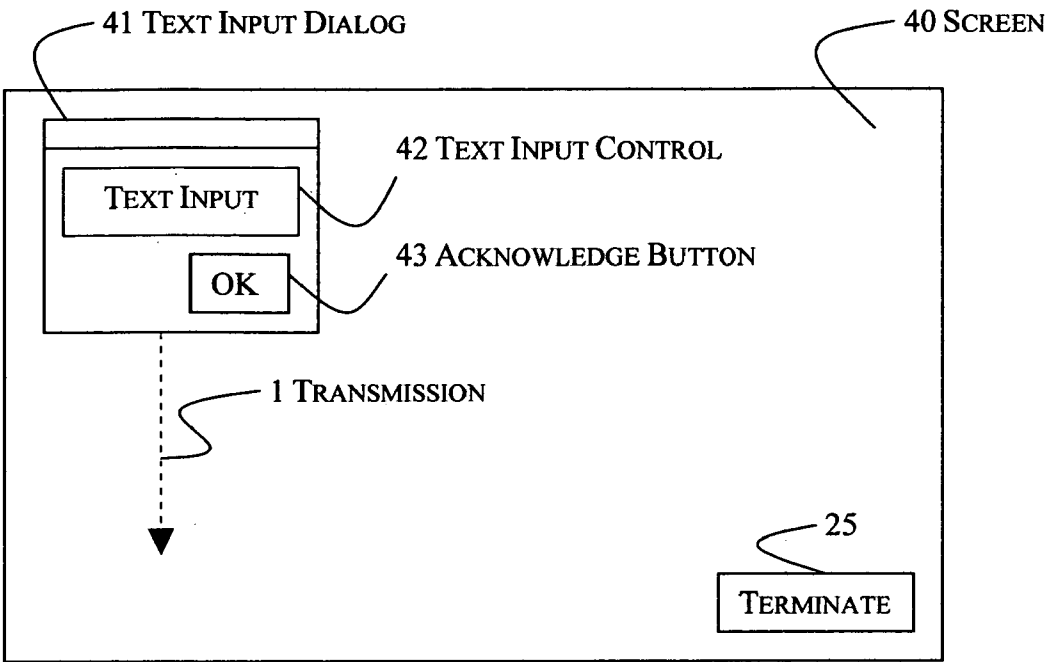 41 TEXT INPUT DIALOG
40 SCREEN
42 TEXT INPUT CONTROL
TEXT INPUT
43 ACKNOWLEDGE BUTTON
OK
1 TRANSMISSION
25
TERMINATE